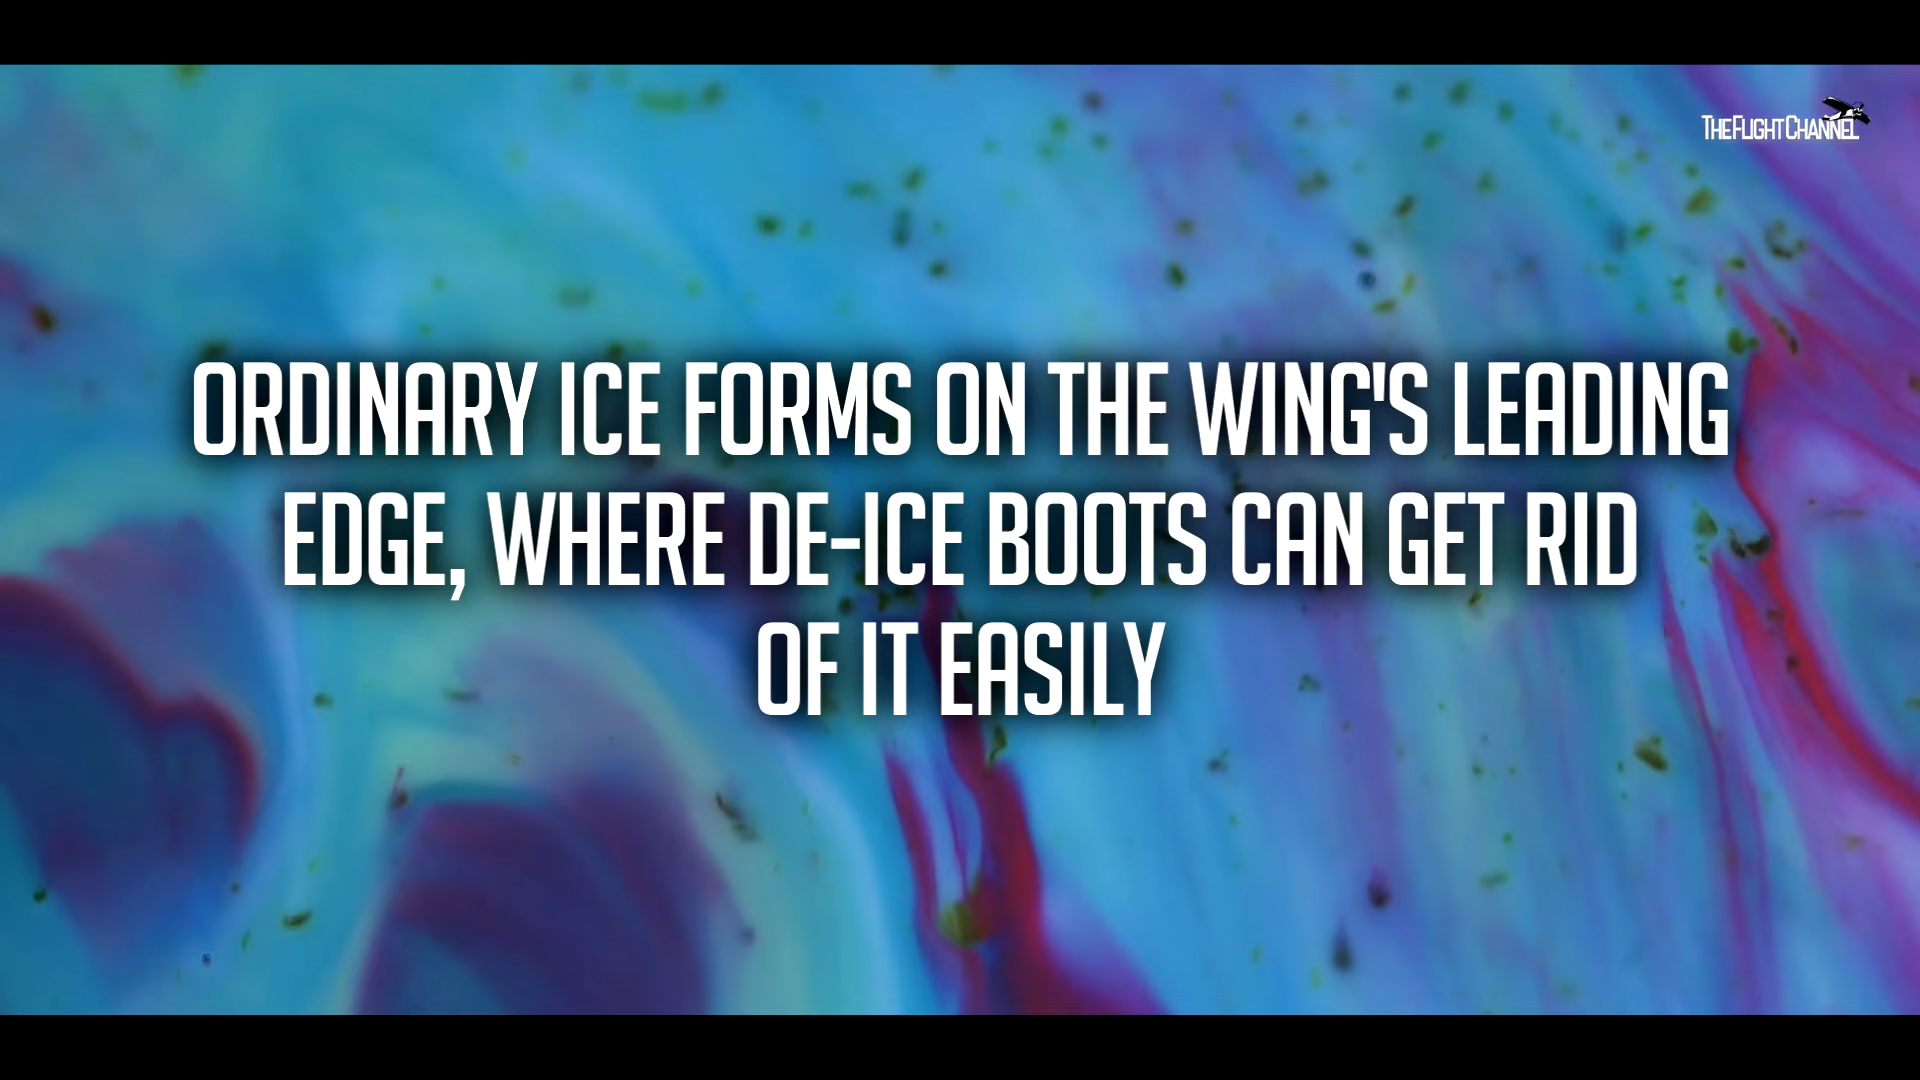 THEFLIGHTCHANNEL
ORDINARY ICE FORMS ON THE WING'S LEADING
EDGE, WHERE DE-ICE BOOTS CAN GET RID
OF IT EASILY